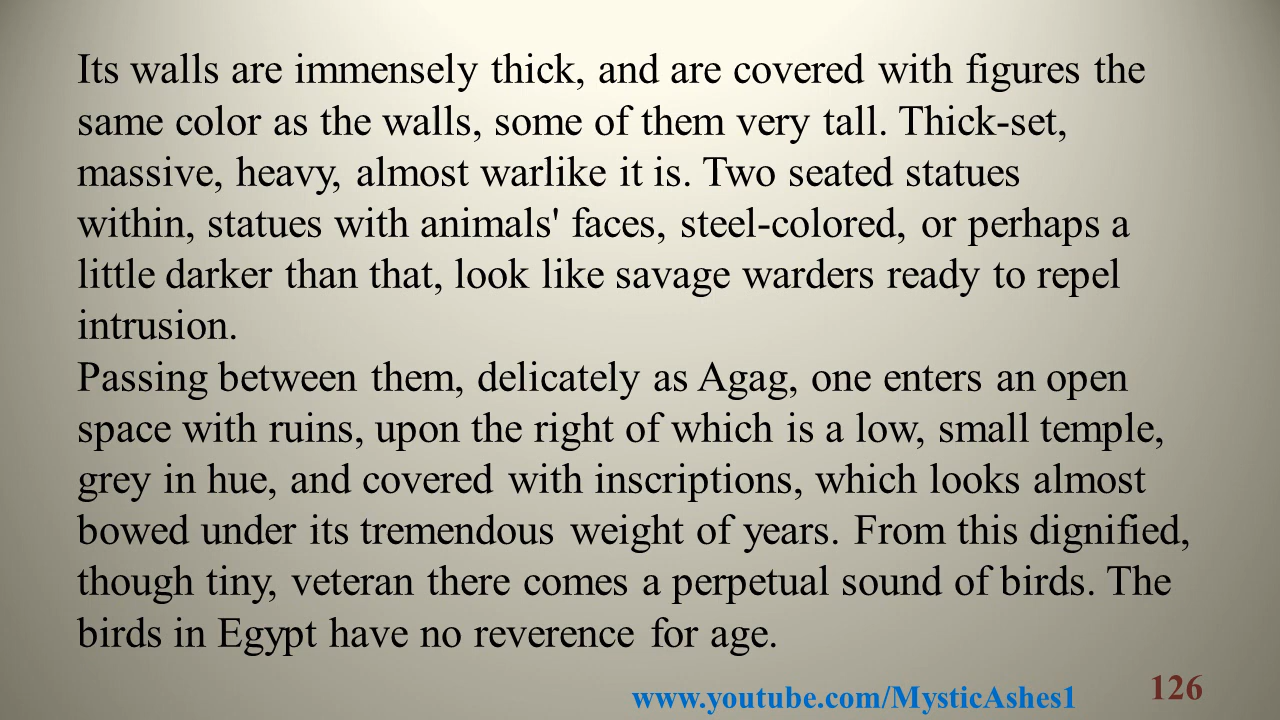 Its walls are immensely thick, and are covered with figures the
same color as the walls, some of them very tall. Thick-set,
massive, heavy, almost warlike it is. Two seated statues
within, statues with animals' faces, steel-colored, or perhaps a
little darker than that, look like savage warders ready to repel
intrusion.
Passing between them, delicately as Agag, one enters an open
space with ruins, upon the right of which is a low, small temple,
grey in hue, and covered with inscriptions, which looks almost
bowed under its tremendous weight of years. From this dignified,
though tiny, veteran there comes a perpetual sound of birds. The
birds in Egypt have no reverence for age.
www.youtube.com/MysticAshes1
126